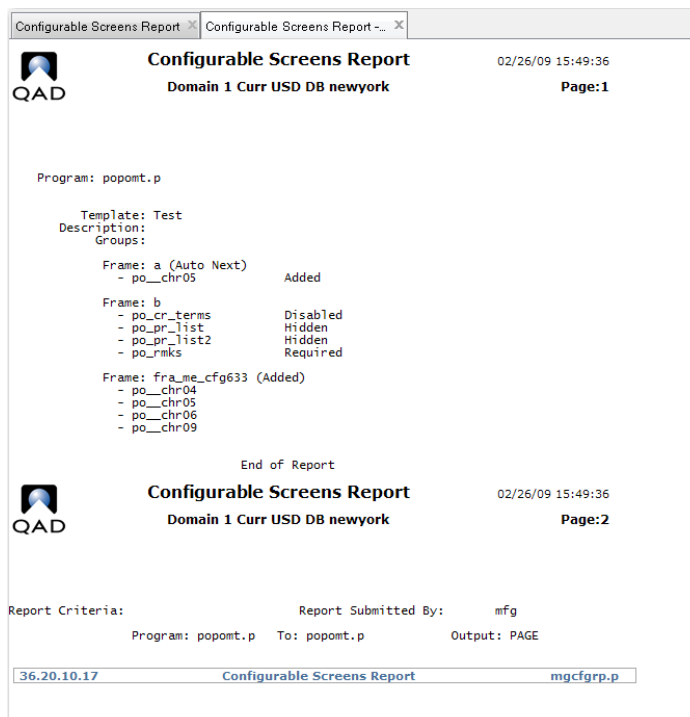 Configurable Screens Report × Configurable Screens Report -... ×
Configurable Screens Report 02/26/09 15:49:36
QAD Domain 1 Curr USD DB newyork Page:1
Program: popomt.p
Template: Test
Description:
Groups:
Frame: a (Auto Next)
- po__chr05 Added
Frame: b
- po_cr_terms Disabled
- po_pr_list Hidden
- po_pr_list2 Hidden
- po_rmks Required
Frame: fra_me_cfg633 (Added)
- po__chr04
- po__chr05
- po__chr06
- po__chr09
End of Report
Configurable Screens Report 02/26/09 15:49:36
QAD Domain 1 Curr USD DB newyork Page:2
Report Criteria: Report Submitted By: mfg
Program: popomt.p To: popomt.p Output: PAGE
36.20.10.17 Configurable Screens Report mgcfgrp.p